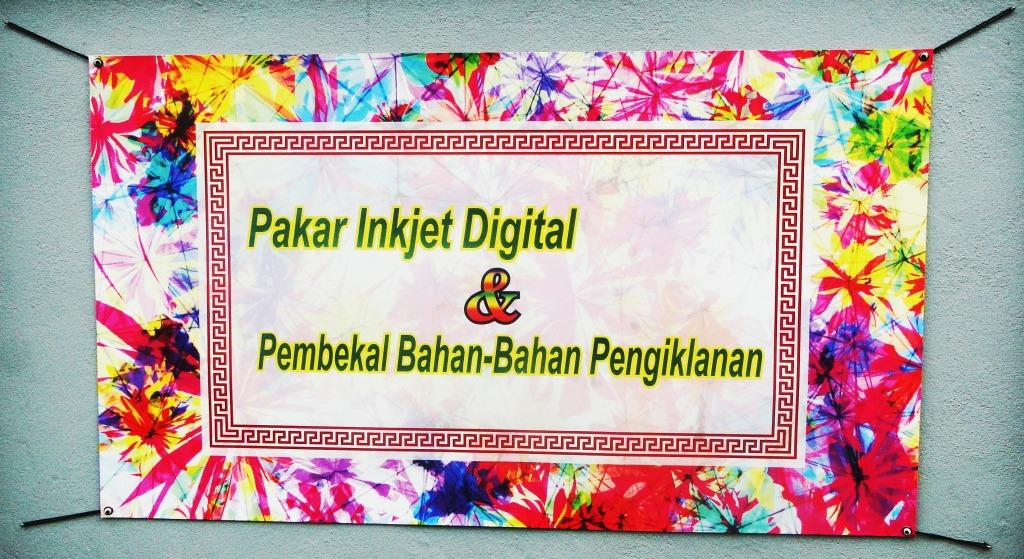 Pakar Inkjet Digital
&
Pembekal Bahan-Bahan Pengiklanan